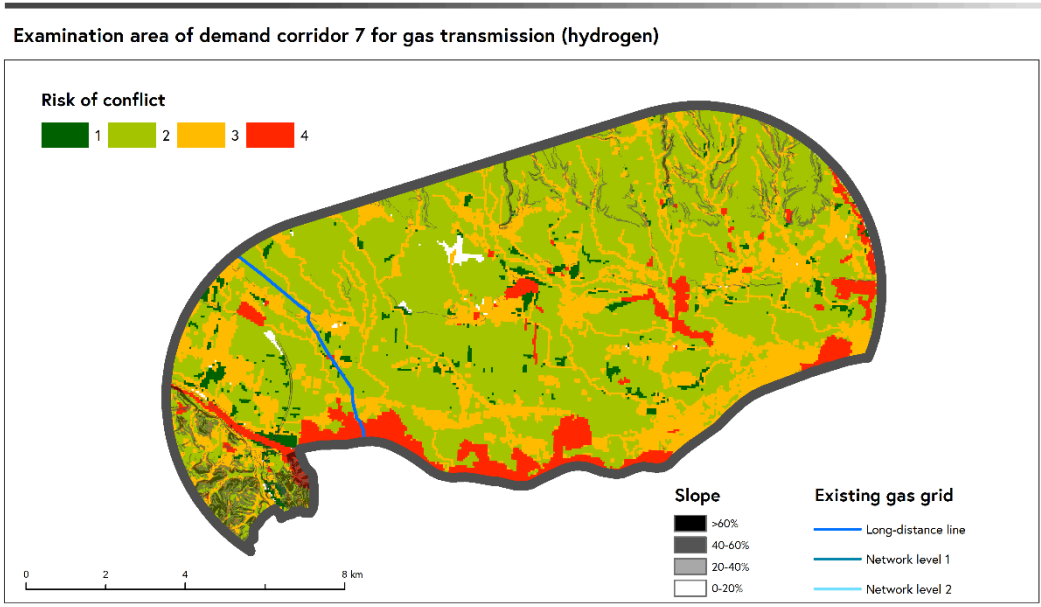 Examination area of demand corridor 7 for gas transmission (hydrogen)
Risk of conflict
1 2 3 4
Slope
>60%
40-60%
20-40%
0-20%
Existing gas grid
Long-distance line
Network level 1
Network level 2
0 2 4 8 km